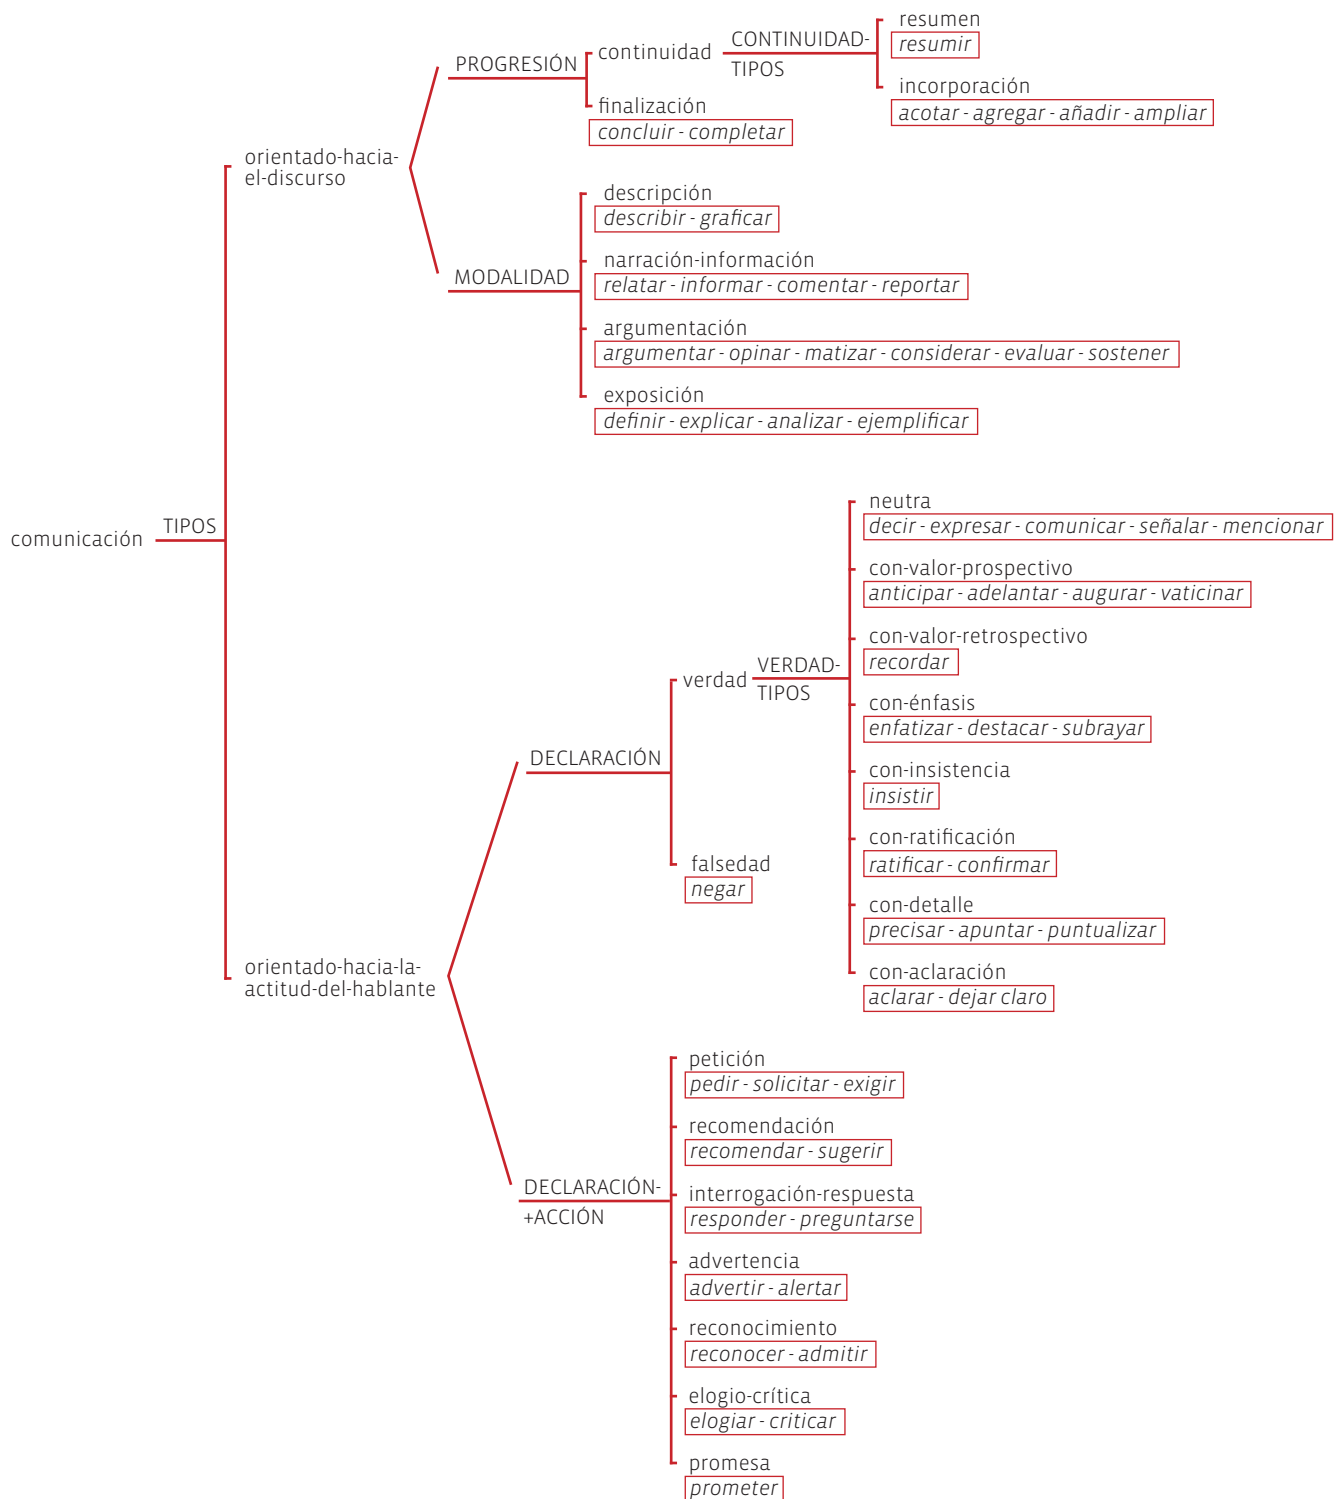 resumen
resumir
CONTINUIDAD-
TIPOS
continuidad
PROGRESIÓN
incorporación
acotar - agregar - añadir - ampliar
finalización
concluir - completar
orientado-hacia-
el-discurso
descripción
describir - graficar
narración-información
relatar - informar - comentar - reportar
MODALIDAD
argumentación
argumentar - opinar - matizar - considerar - evaluar - sostener
exposición
definir - explicar - analizar - ejemplificar
comunicación
TIPOS
neutra
decir - expresar - comunicar - señalar - mencionar
con-valor-prospectivo
anticipar - adelantar - augurar - vaticinar
con-valor-retrospectivo
recordar
VERDAD-
TIPOS
verdad
con-énfasis
enfatizar - destacar - subrayar
DECLARACIÓN
con-insistencia
insistir
con-ratificación
ratificar - confirmar
falsedad
negar
con-detalle
precisar - apuntar - puntualizar
con-aclaración
aclarar - dejar claro
orientado-hacia-la-
actitud-del-hablante
petición
pedir - solicitar - exigir
recomendación
recomendar - sugerir
DECLARACIÓN-
+ACCIÓN
interrogación-respuesta
responder - preguntarse
advertencia
advertir - alertar
reconocimiento
reconocer - admitir
elogio-crítica
elogiar - criticar
promesa
prometer